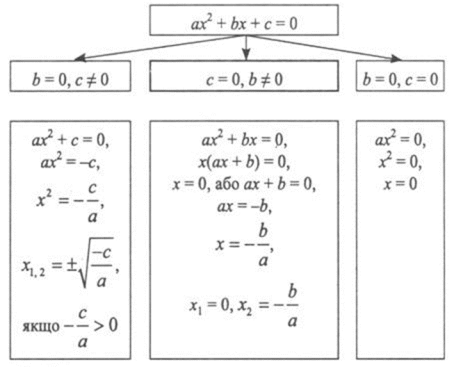 ax² + bx + c = 0
b = 0, c ≠ 0
c = 0, b ≠ 0
b = 0, c = 0
ax² + c = 0,
ax² = –c,
x² = –c/a,
x₁, ₂ = ±√(–c/a),
якщо –c/a > 0
ax² + bx = 0,
x(ax + b) = 0,
x = 0, або ax + b = 0,
ax = –b,
x = –b/a,
x₁ = 0, x₂ = –b/a
ax² = 0,
x² = 0,
x = 0